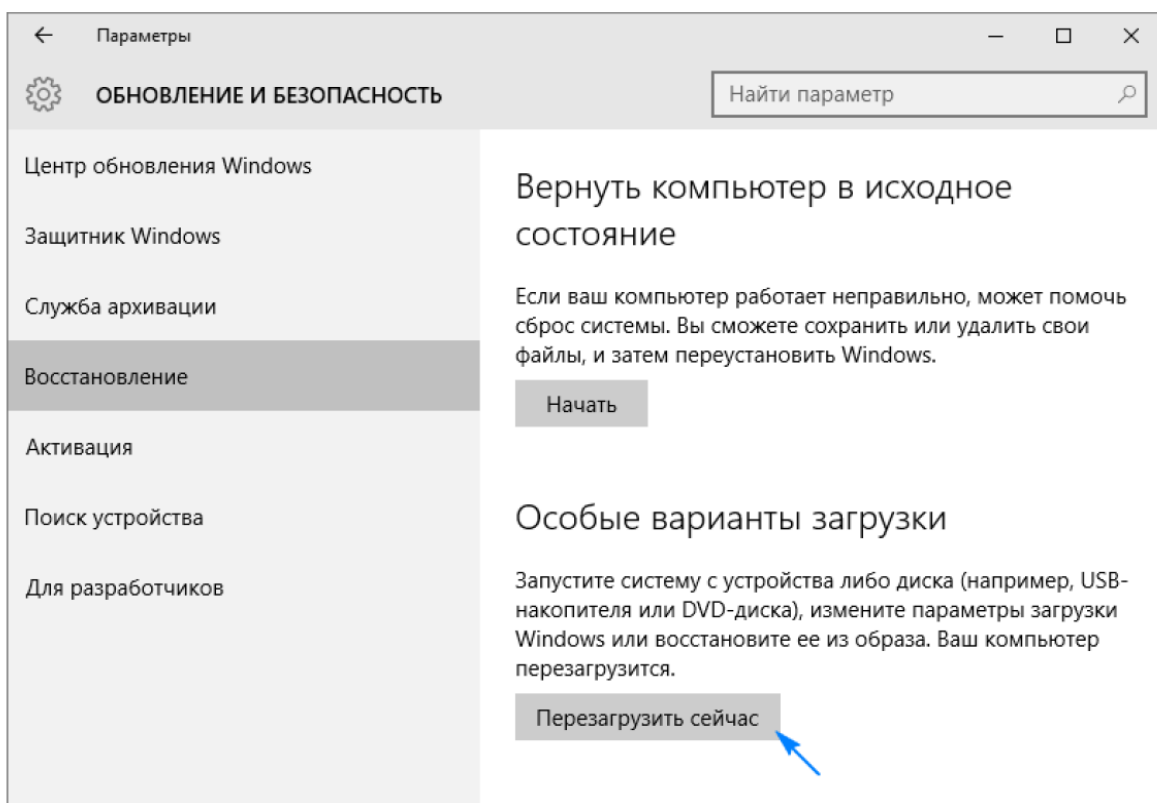 Параметры
ОБНОВЛЕНИЕ И БЕЗОПАСНОСТЬ
Найти параметр
Центр обновления Windows
Защитник Windows
Служба архивации
Восстановление
Активация
Поиск устройства
Для разработчиков
Вернуть компьютер в исходное
состояние
Если ваш компьютер работает неправильно, может помочь
сброс системы. Вы сможете сохранить или удалить свои
файлы, и затем переустановить Windows.
Начать
Особые варианты загрузки
Запустите систему с устройства либо диска (например, USB-
накопителя или DVD-диска), измените параметры загрузки
Windows или восстановите ее из образа. Ваш компьютер
перезагрузится.
Перезагрузить сейчас